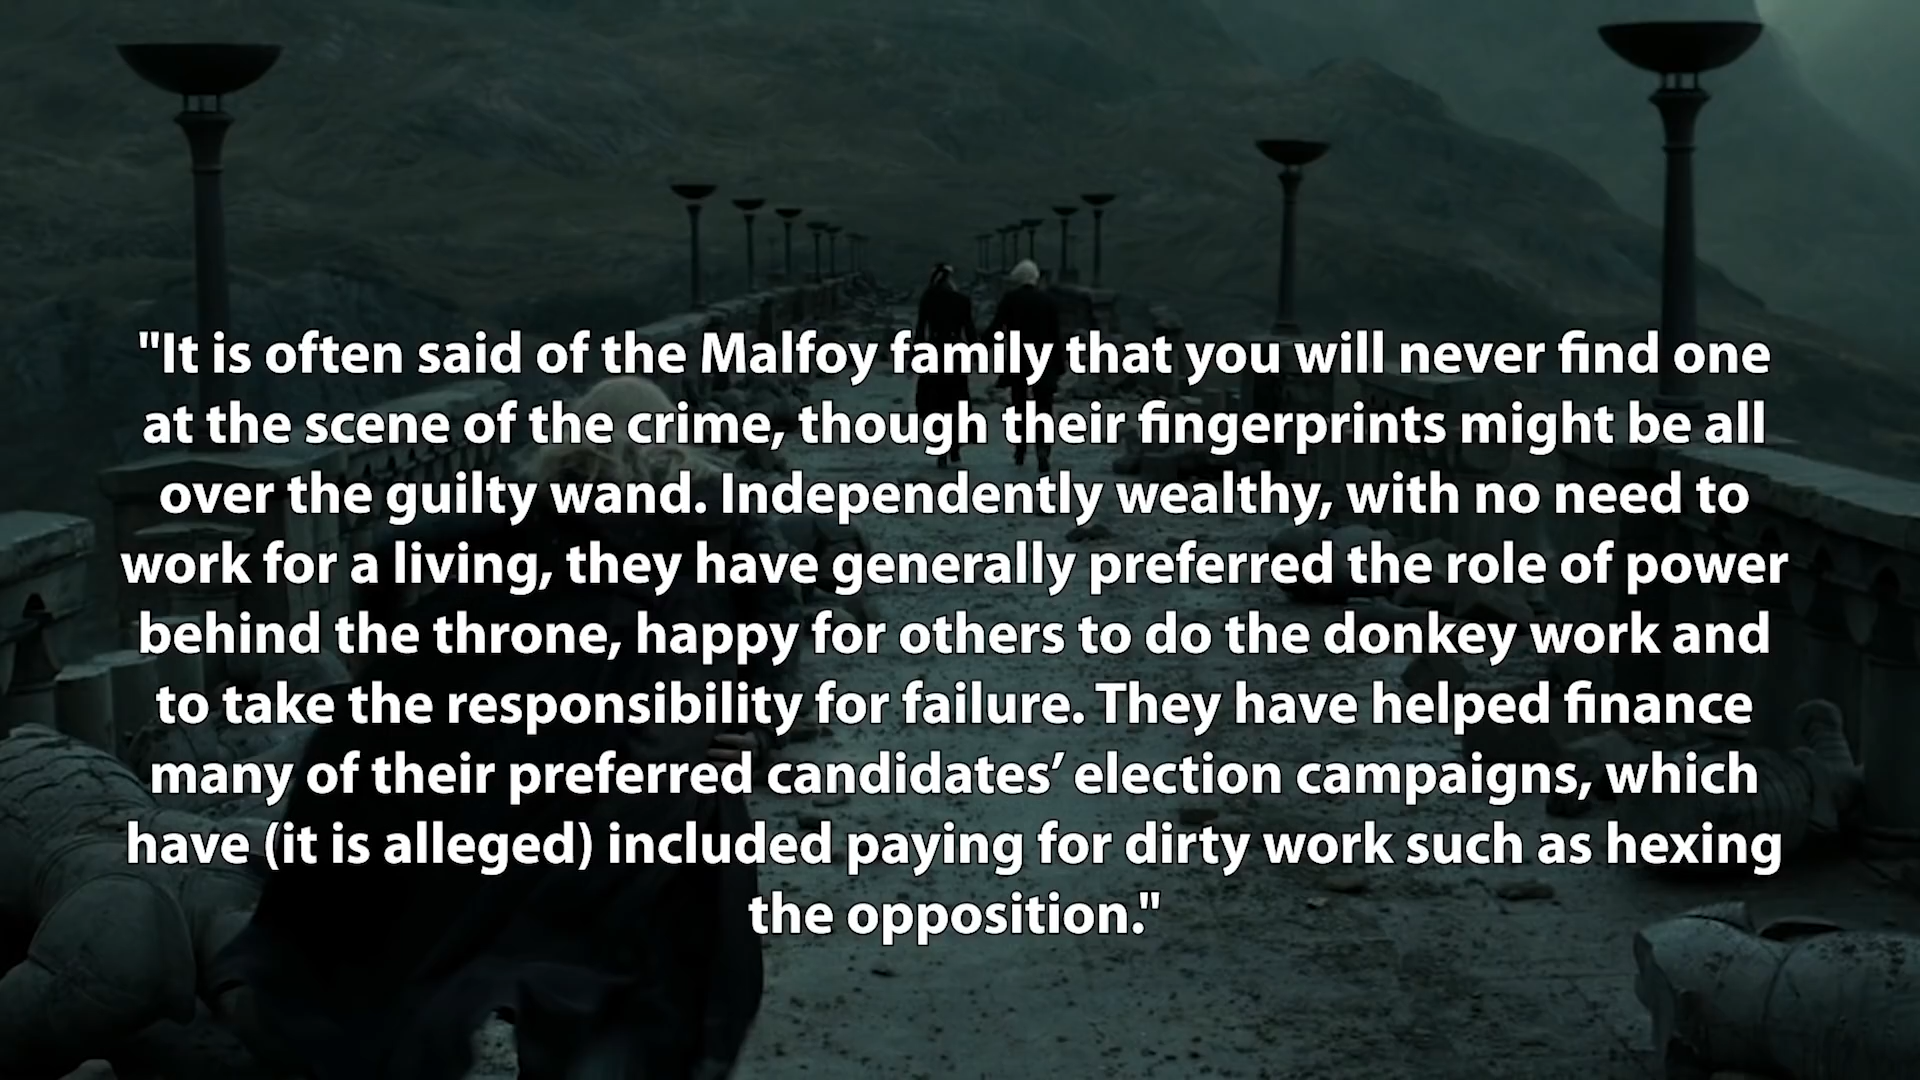 "It is often said of the Malfoy family that you will never find one
at the scene of the crime, though their fingerprints might be all
over the guilty wand. Independently wealthy, with no need to
work for a living, they have generally preferred the role of power
behind the throne, happy for others to do the donkey work and
to take the responsibility for failure. They have helped finance
many of their preferred candidates’ election campaigns, which
have (it is alleged) included paying for dirty work such as hexing
the opposition."